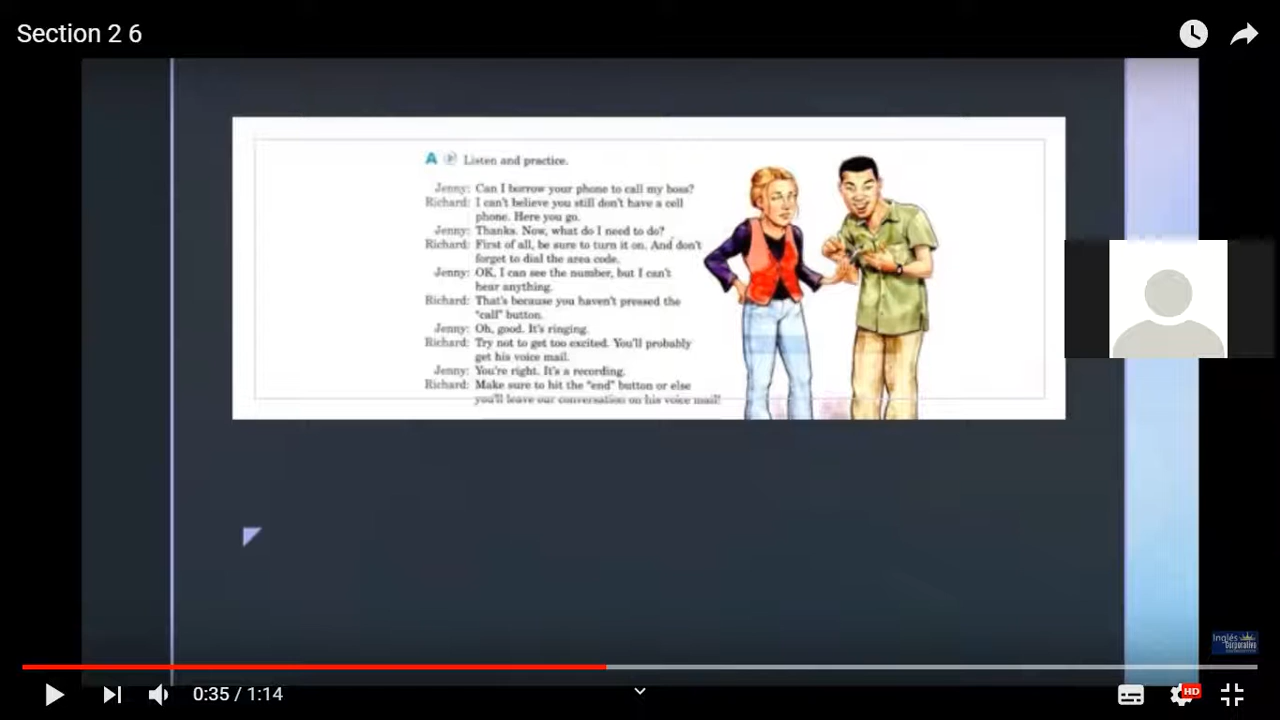 Section 2 6
A Listen and practice.
Jenny: Can I borrow your phone to call my boss?
Richard: I can't believe you still don't have a cell
phone. Here you go.
Jenny: Thanks. Now, what do I need to do?
Richard: First of all, be sure to turn it on. And don't
forget to dial the area code.
Jenny: OK, I can see the number, but I can't
hear anything.
Richard: That's because you haven't pressed the
"call" button.
Jenny: Oh, good. It's ringing.
Richard: Try not to get too excited. You'll probably
get his voice mail.
Jenny: You're right. It's a recording.
Richard: Make sure to hit the "end" button or else
you'll leave our conversation on his voice mail!
Inglés
Corporativo
0:35 / 1:14
HD